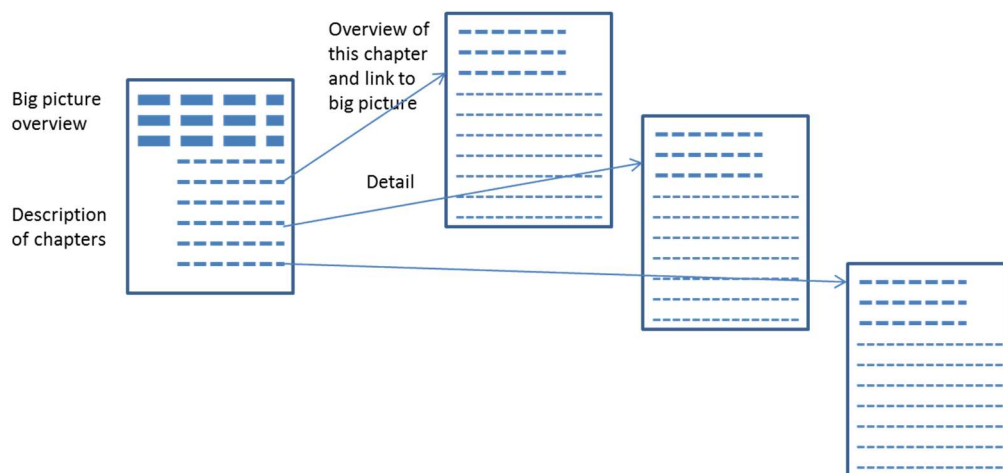 Big picture
overview
Description
of chapters
Overview of
this chapter
and link to
big picture
Detail